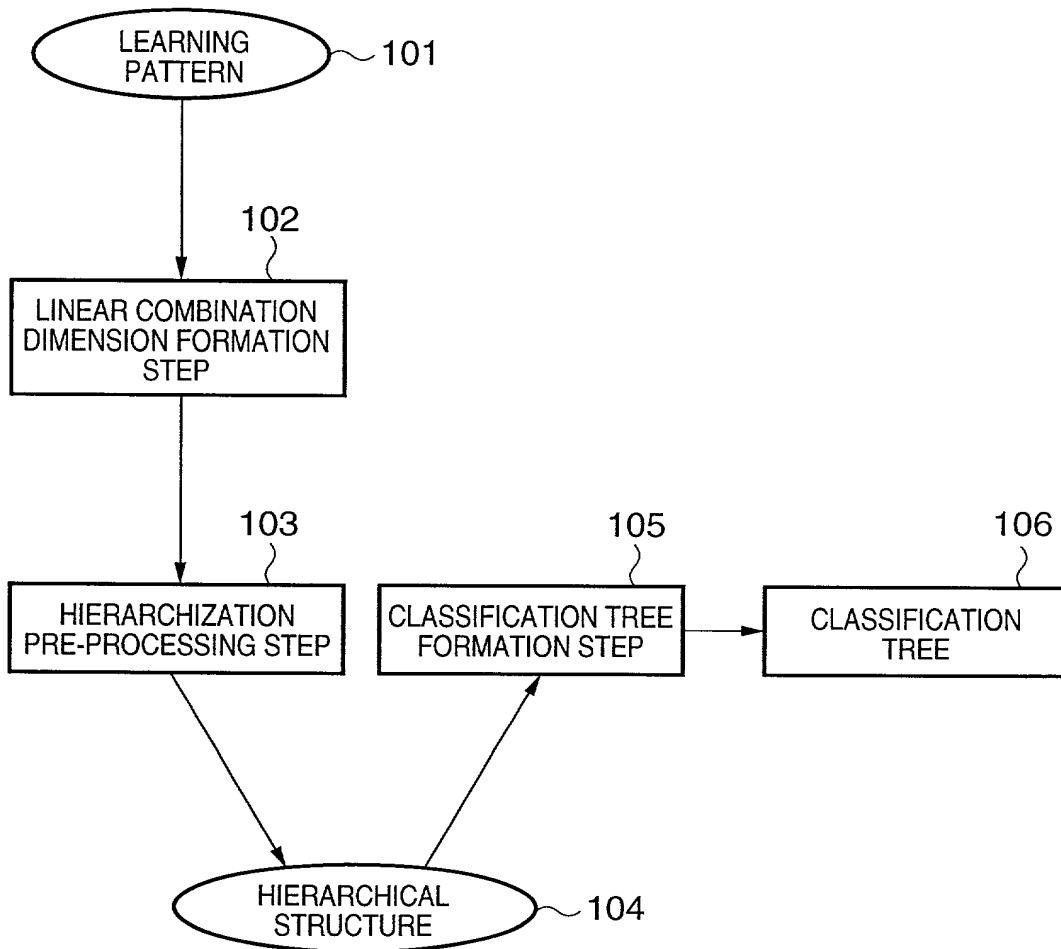 LEARNING
PATTERN
101
102
LINEAR COMBINATION
DIMENSION FORMATION
STEP
103
HIERARCHIZATION
PRE-PROCESSING STEP
105
CLASSIFICATION TREE
FORMATION STEP
106
CLASSIFICATION
TREE
HIERARCHICAL
STRUCTURE
104